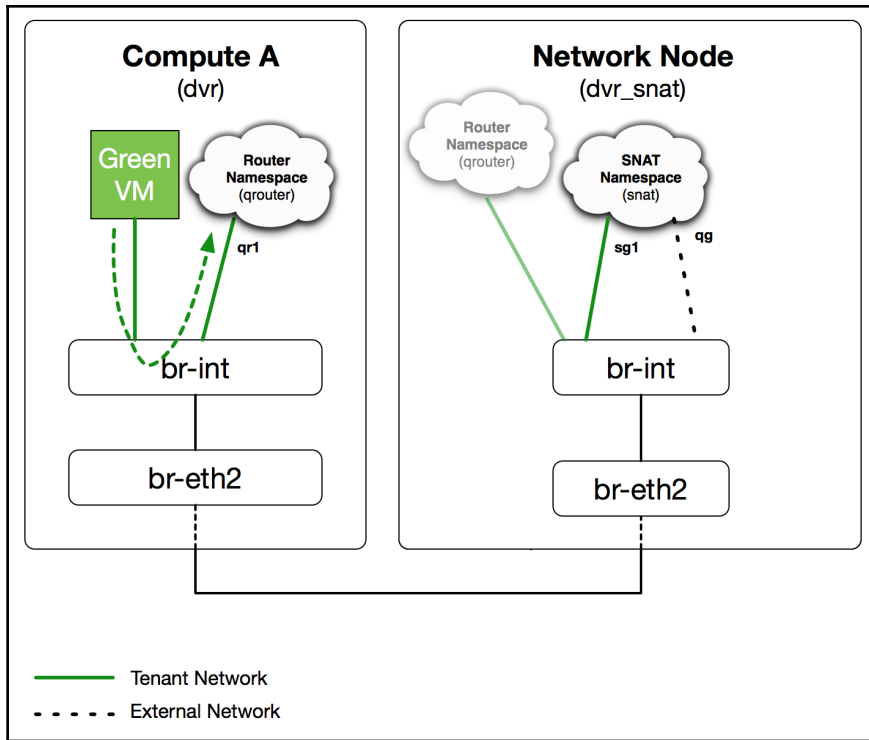 Compute A
(dvr)
Green
VM
Router
Namespace
(qrouter)
qr1
br-int
br-eth2
Network Node
(dvr_snat)
Router
Namespace
(qrouter)
SNAT
Namespace
(snat)
sg1
qg
br-int
br-eth2
Tenant Network
External Network